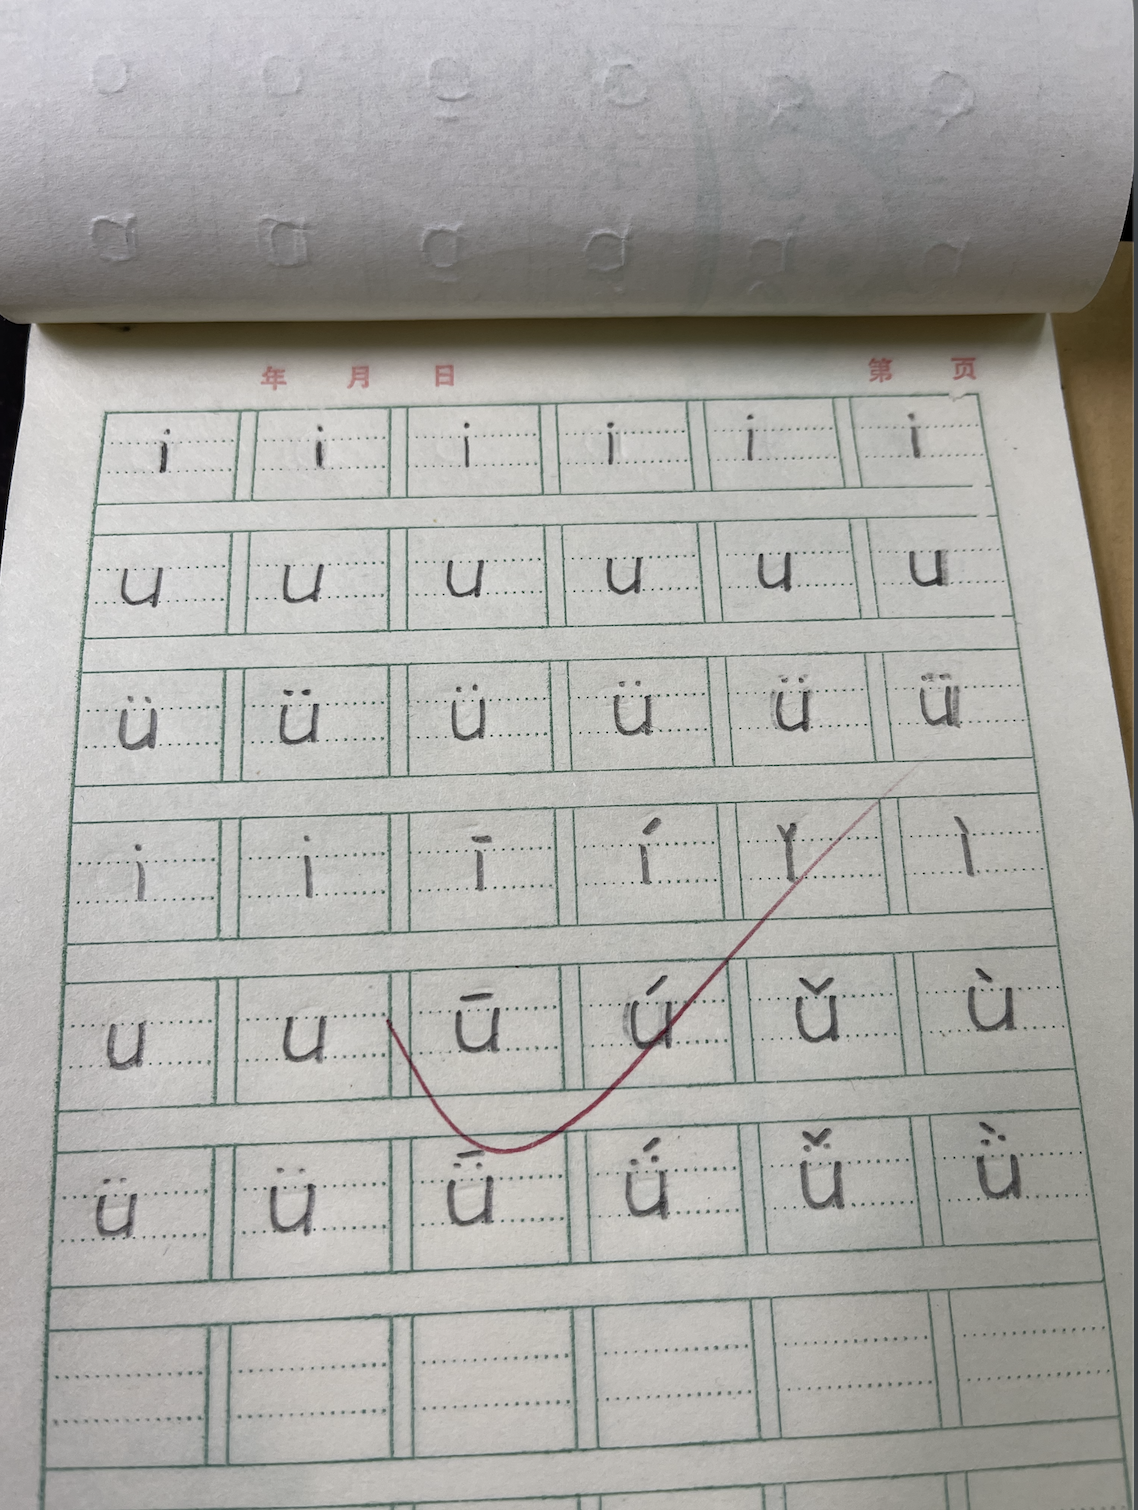 年 月 日 第 页
i i i i i i
u u u u u u
ü ü ü ü ü ü
i i ī í ǐ ì
u u ū ú ǔ ù
ü ü ǖ ǘ ǚ ǜ